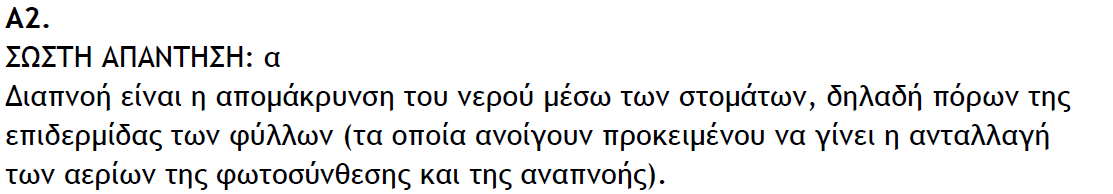 Α2.
ΣΩΣΤΗ ΑΠΑΝΤΗΣΗ: α
Διαπνοή είναι η απομάκρυνση του νερού μέσω των στομάτων, δηλαδή πόρων της
επιδερμίδας των φύλλων (τα οποία ανοίγουν προκειμένου να γίνει η ανταλλαγή
των αερίων της φωτοσύνθεσης και της αναπνοής).